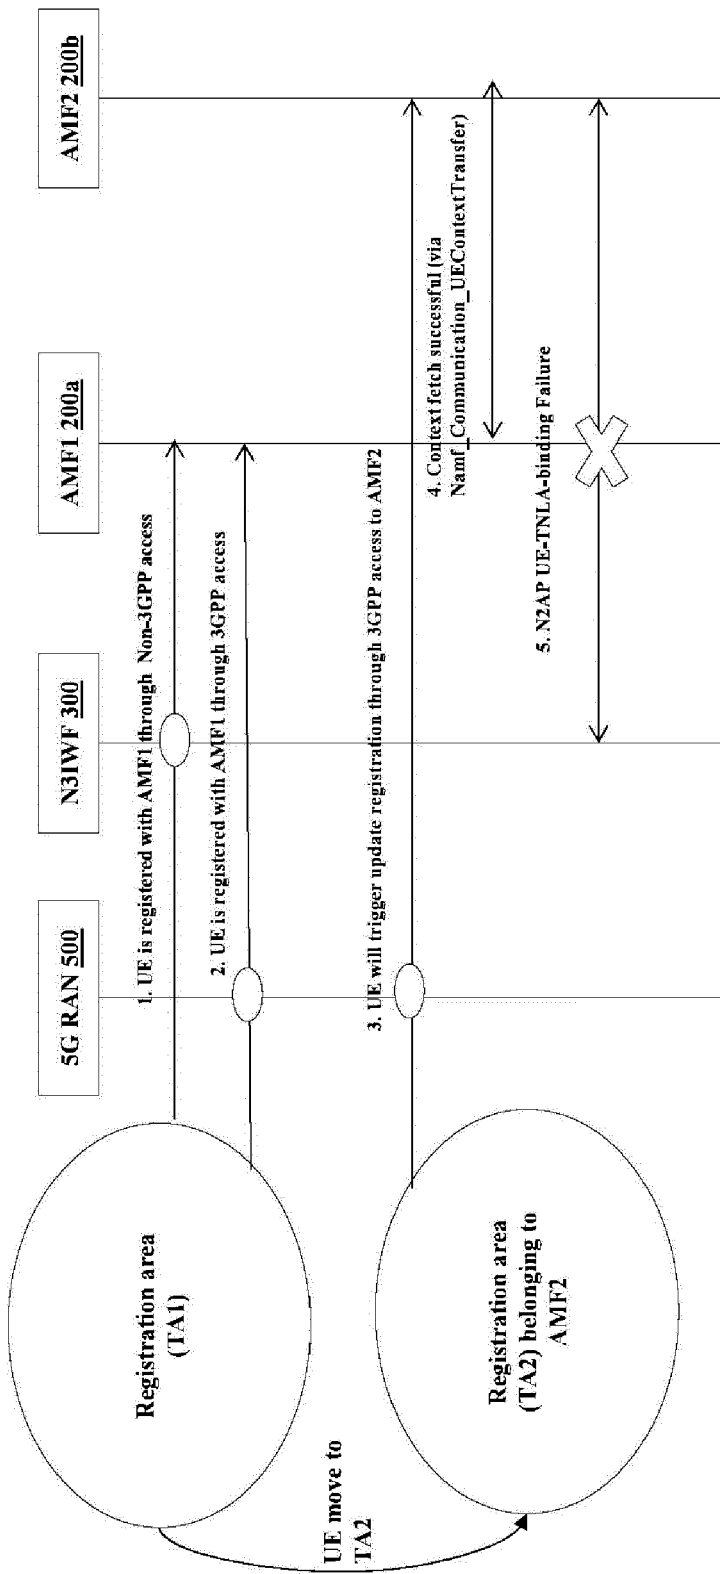 5G RAN 500
N3IWF 300
AMF1 200a
AMF2 200b
Registration area
(TA1)
1. UE is registered with AMF1 through Non-3GPP access
2. UE is registered with AMF1 through 3GPP access
UE move to
TA2
Registration area
(TA2) belonging to
AMF2
3. UE will trigger update registration through 3GPP access to AMF2
4. Context fetch successful (via
Namf_Communication_UEContextTransfer)
5. N2AP UE-TNLA-binding Failure